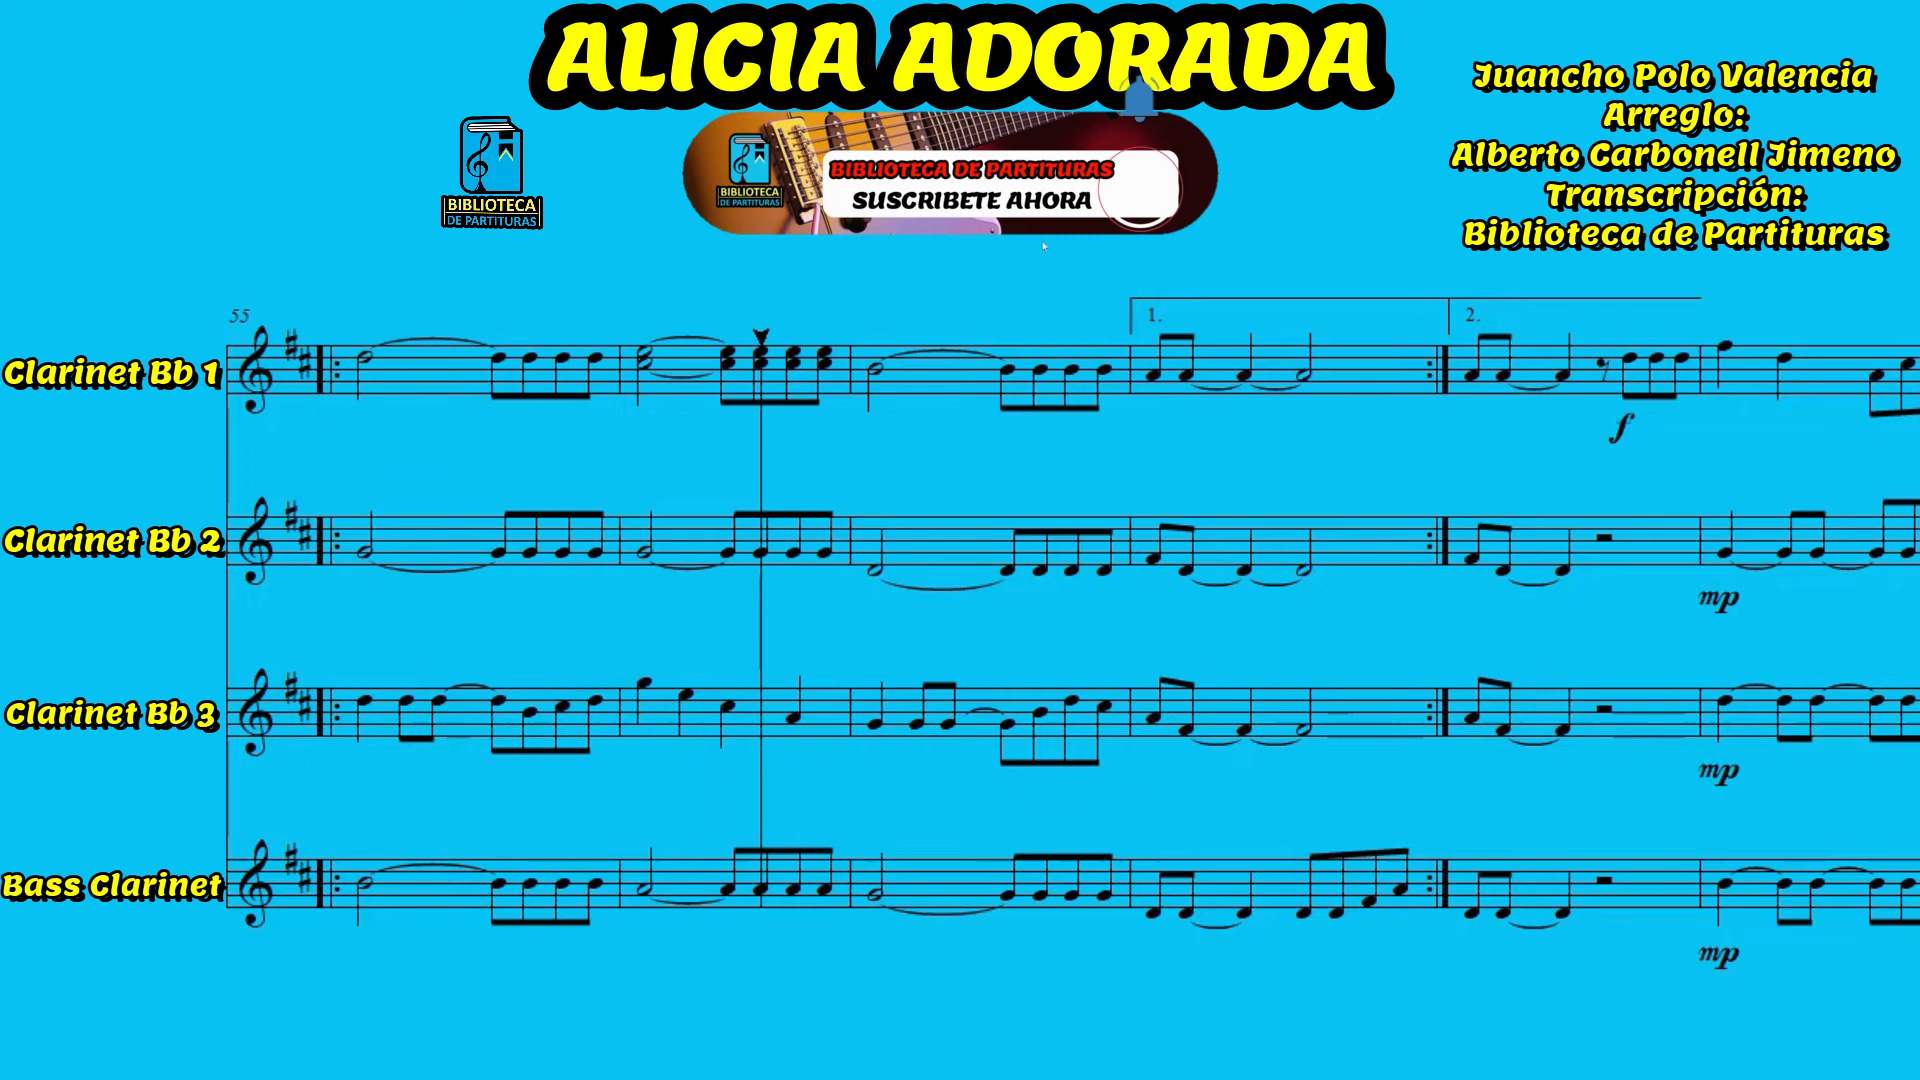 ALICIA ADORADA
Juancho Polo Valencia
Arreglo:
Alberto Carbonell Jimeno
Transcripción:
Biblioteca de Partituras
BIBLIOTECA
DE PARTITURAS
BIBLIOTECA
DE PARTITURAS
BIBLIOTECA DE PARTITURAS
SUSCRIBETE AHORA
55
1.
2.
Clarinet Bb 1
f
Clarinet Bb 2
mp
Clarinet Bb 3
mp
Bass Clarinet
mp